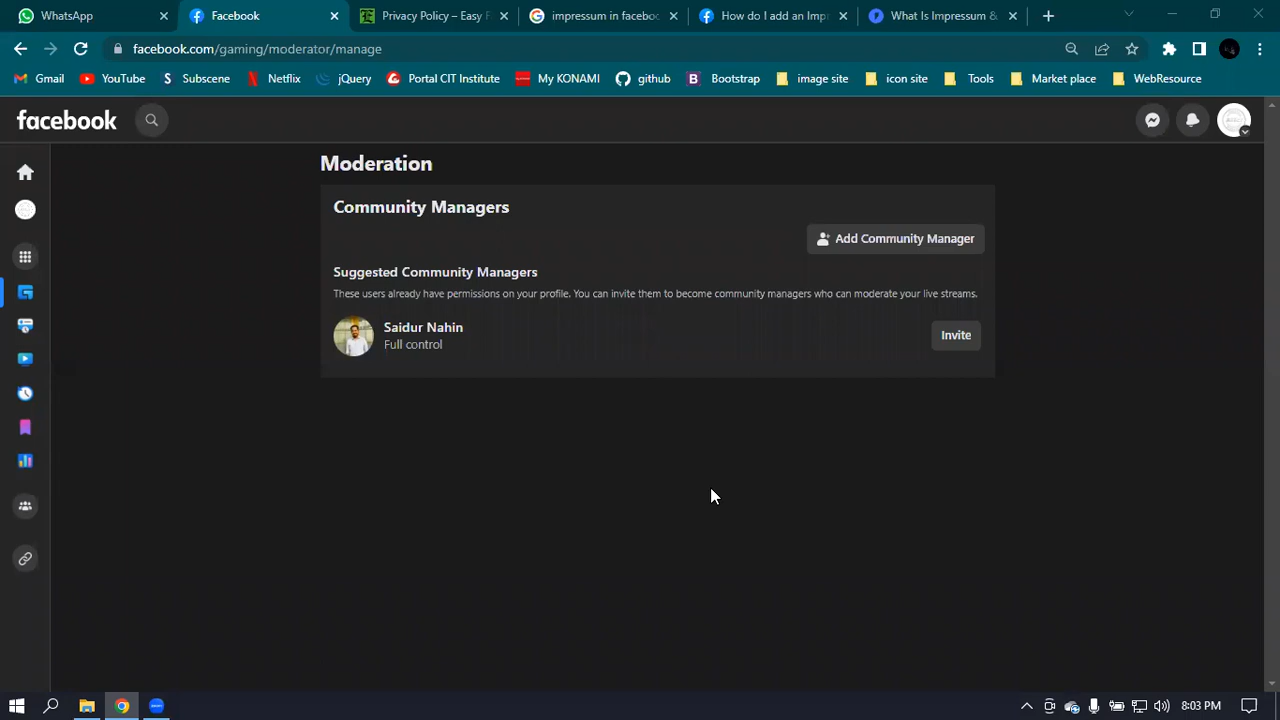 WhatsApp
Facebook
Privacy Policy – Easy F
impressum in faceboo
How do I add an Impr
What Is Impressum &
facebook.com/gaming/moderator/manage
Gmail
YouTube
Subscene
Netflix
jQuery
Portal CIT Institute
My KONAMI
github
Bootstrap
image site
icon site
Tools
Market place
WebResource
facebook
Moderation
Community Managers
Add Community Manager
Suggested Community Managers
These users already have permissions on your profile. You can invite them to become community managers who can moderate your live streams.
Saidur Nahin
Full control
Invite
8:03 PM